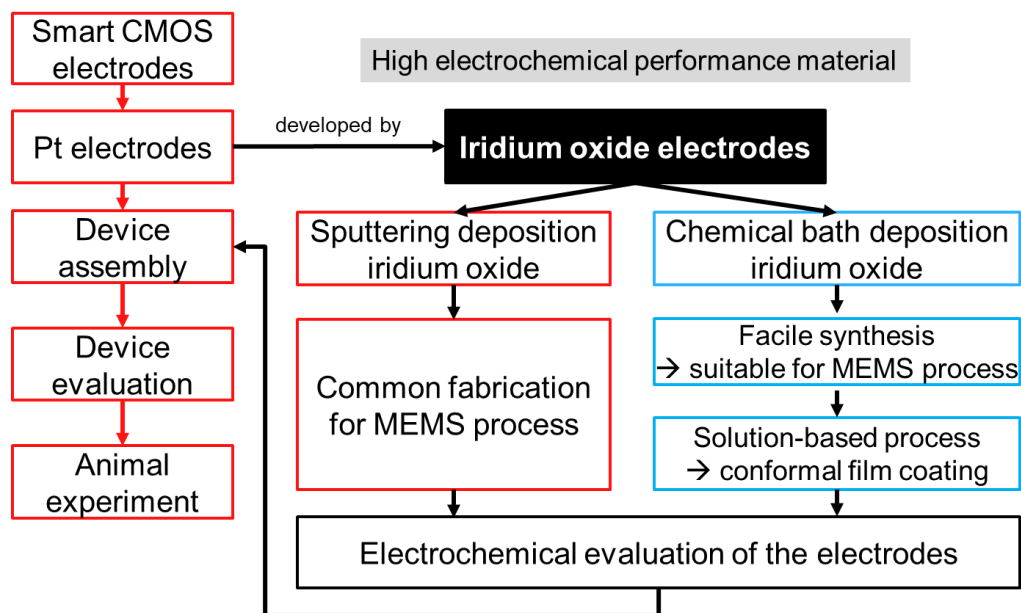 Smart CMOS
electrodes
High electrochemical performance material
Pt electrodes
developed by
Iridium oxide electrodes
Device
assembly
Sputtering deposition
iridium oxide
Chemical bath deposition
iridium oxide
Device
evaluation
Common fabrication
for MEMS process
Facile synthesis
→ suitable for MEMS process
Animal
experiment
Solution-based process
→ conformal film coating
Electrochemical evaluation of the electrodes